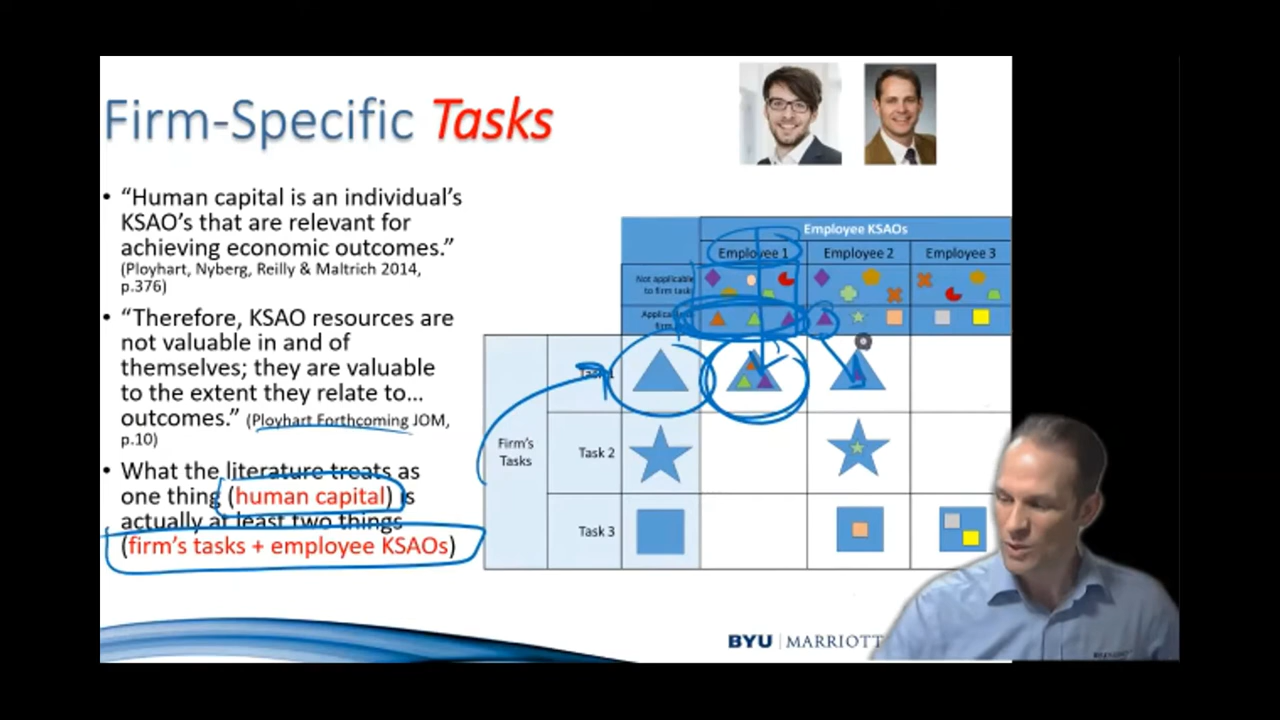 Firm-Specific Tasks
• “Human capital is an individual’s
KSAO’s that are relevant for
achieving economic outcomes.”
(Ployhart, Nyberg, Reilly & Maltrich 2014,
p.376)
• “Therefore, KSAO resources are
not valuable in and of
themselves; they are valuable
to the extent they relate to…
outcomes.” (Ployhart Forthcoming JOM,
p.10)
• What the literature treats as
one thing (human capital) is
actually at least two things
(firm’s tasks + employee KSAOs)
Employee KSAOs
Employee 1
Employee 2
Employee 3
Not applicable
to firm task
Firm’s
Tasks
Task 1
Task 2
Task 3
BYU | MARRIOTT